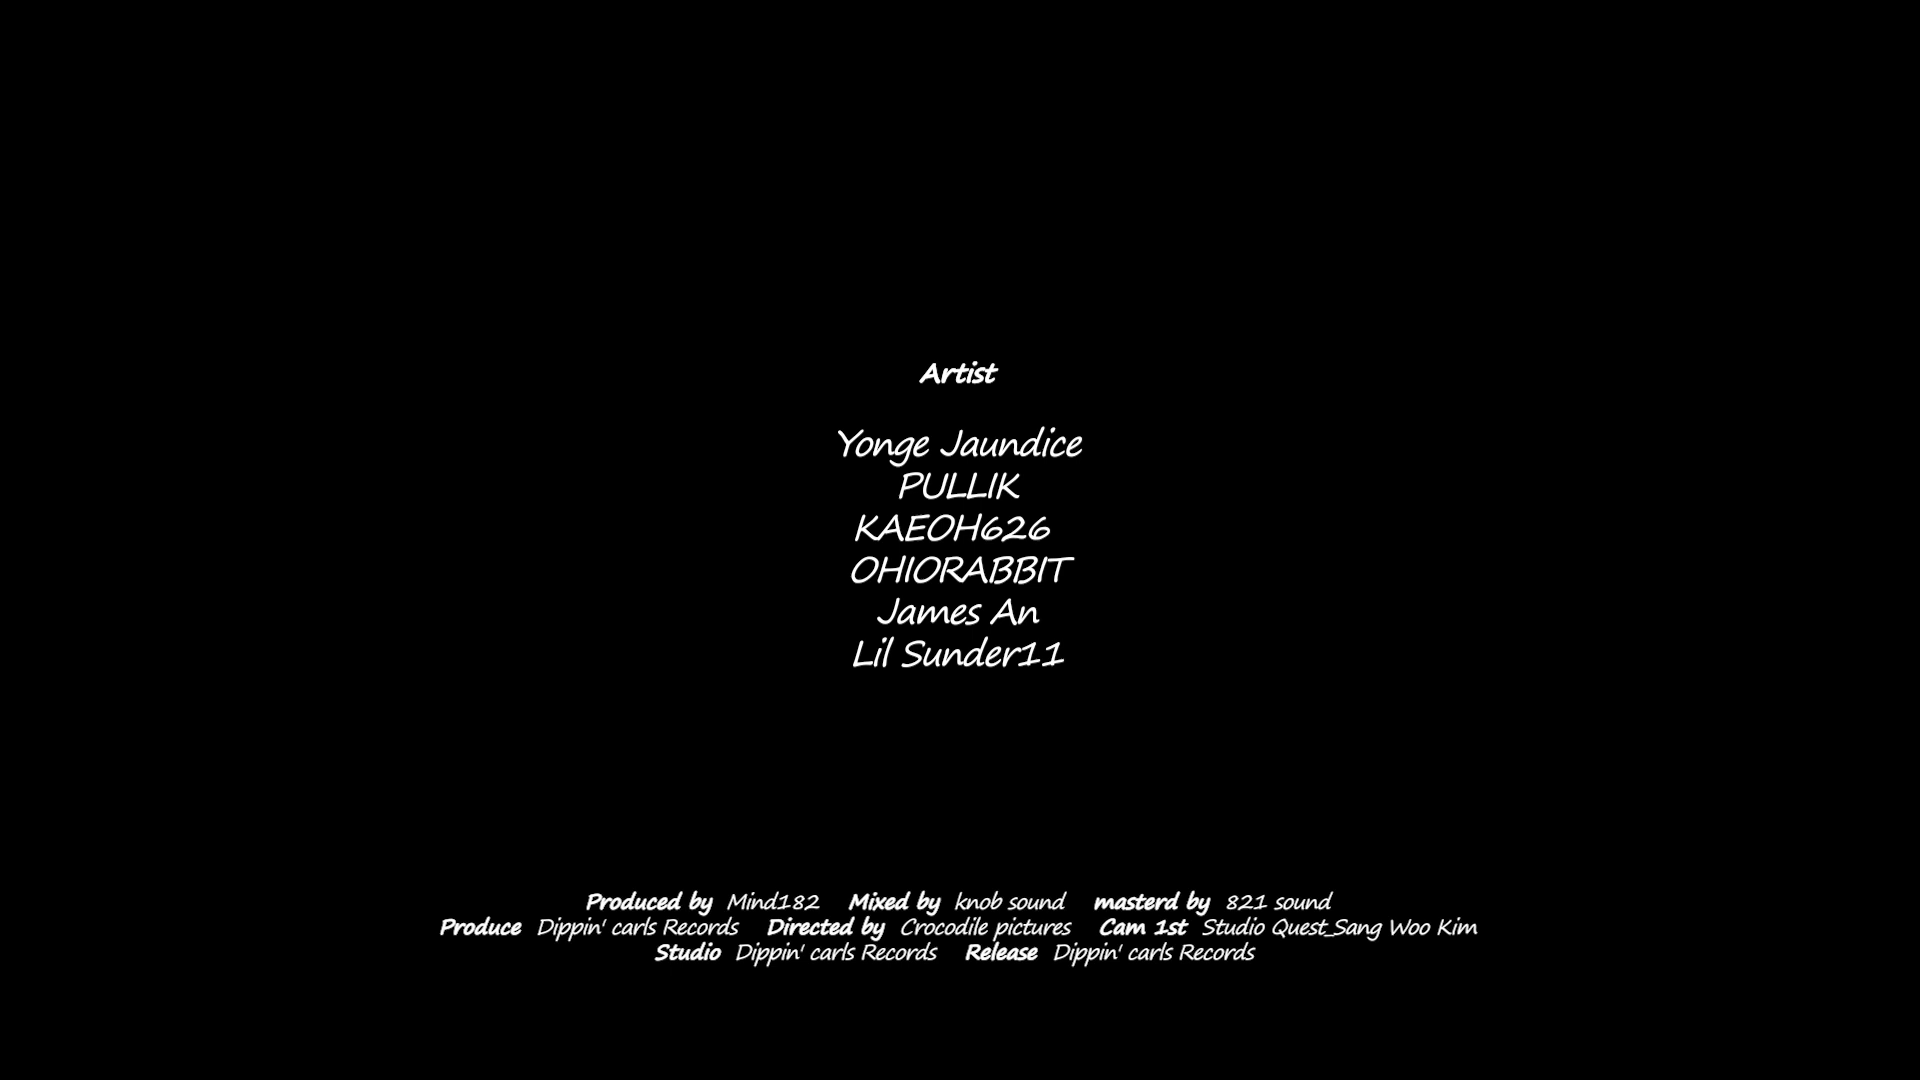 Artist
Yonge Jaundice
PULLIK
KAEOH626
OHIORABBIT
James An
Lil Sunder11
Produced by Mind182 Mixed by knob sound masterd by 821 sound
Produce Dippin' carls Records Directed by Crocodile pictures Cam 1st Studio Quest_Sang Woo Kim
Studio Dippin' carls Records Release Dippin' carls Records